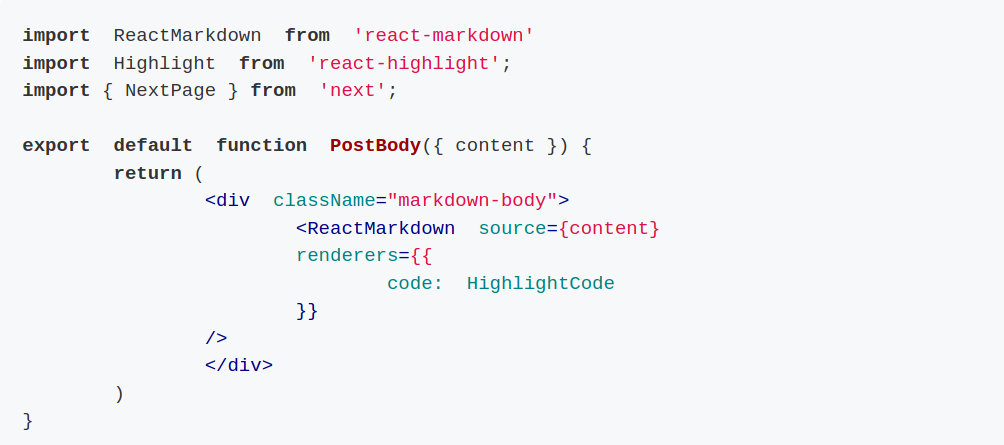 import  ReactMarkdown  from  'react-markdown'
import  Highlight  from  'react-highlight';
import { NextPage } from  'next';
export  default  function  PostBody({ content }) {
return (
<div  className="markdown-body">
<ReactMarkdown  source={content}
renderers={{
code:  HighlightCode
}}
/>
</div>
)
}